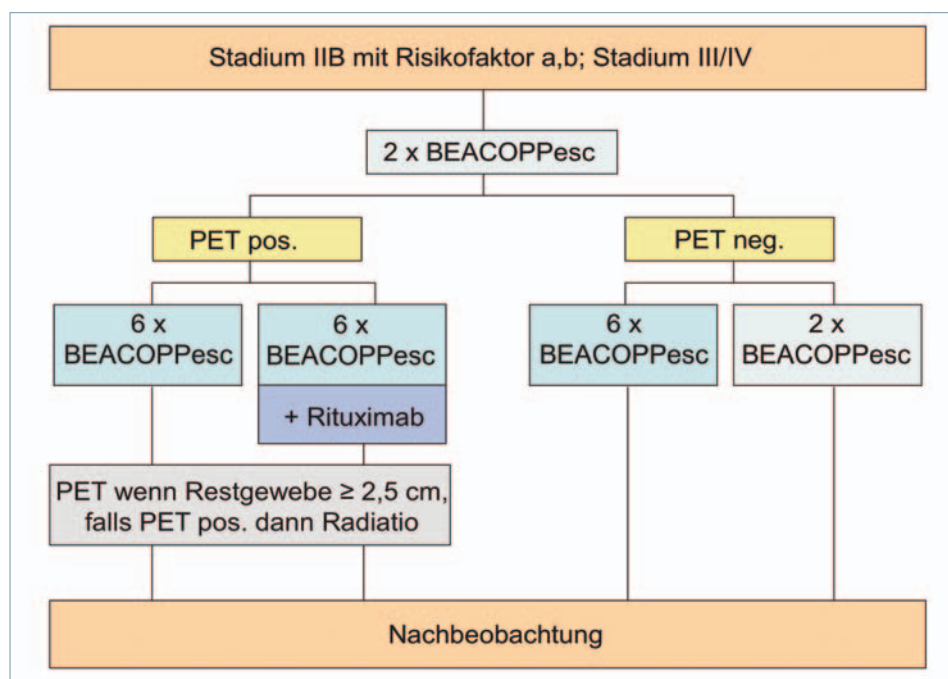 Stadium IIB mit Risikofaktor a,b; Stadium III/IV
2 x BEACOPPesc
PET pos.
PET neg.
6 x
BEACOPPesc
6 x
BEACOPPesc
+ Rituximab
6 x
BEACOPPesc
2 x
BEACOPPesc
PET wenn Restgewebe ≥ 2,5 cm,
falls PET pos. dann Radiatio
Nachbeobachtung